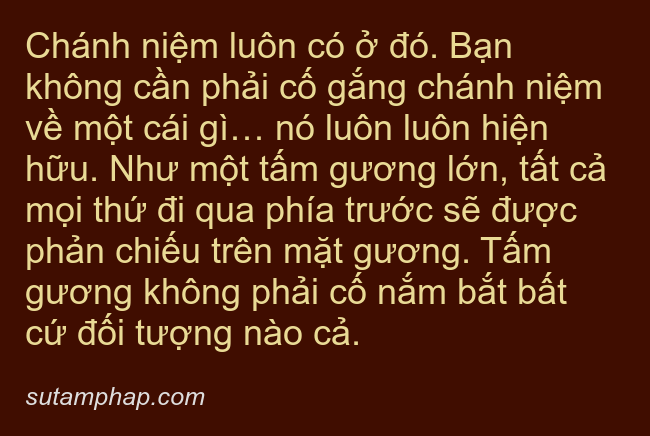 Chánh niệm luôn có ở đó. Bạn
không cần phải cố gắng chánh niệm
về một cái gì… nó luôn luôn hiện
hữu. Như một tấm gương lớn, tất cả
mọi thứ đi qua phía trước sẽ được
phản chiếu trên mặt gương. Tấm
gương không phải cố nắm bắt bất
cứ đối tượng nào cả.
sutamphap.com